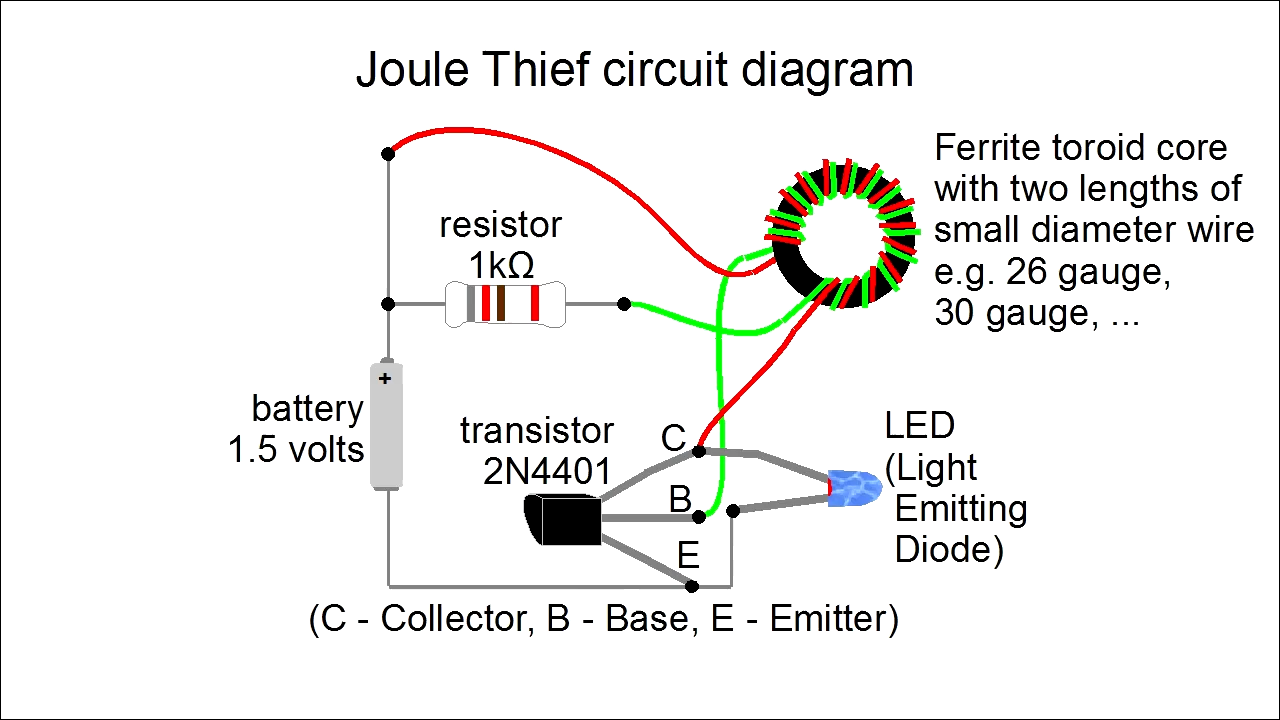 Joule Thief circuit diagram
Ferrite toroid core
with two lengths of
small diameter wire
e.g. 26 gauge,
30 gauge, ...
resistor
1kΩ
+
battery
1.5 volts
transistor
2N4401
C
B
E
LED
(Light
Emitting
Diode)
(C - Collector, B - Base, E - Emitter)